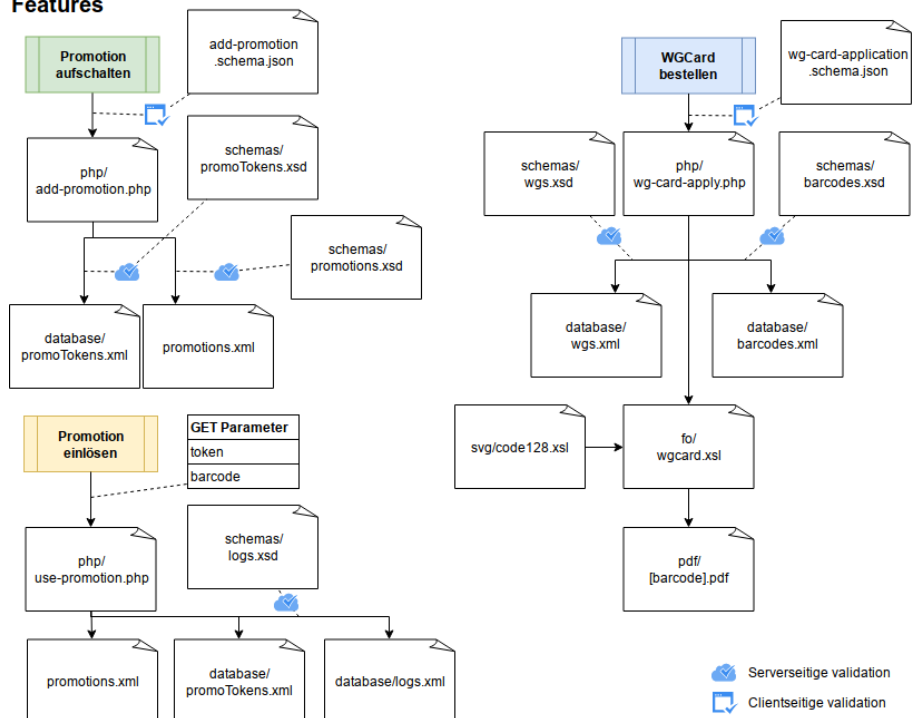 Features
Promotion
aufschalten
add-promotion
.schema.json
php/
add-promotion.php
schemas/
promoTokens.xsd
schemas/
promotions.xsd
database/
promoTokens.xml
promotions.xml
WGCard
bestellen
wg-card-application
.schema.json
schemas/
wgs.xsd
php/
wg-card-apply.php
schemas/
barcodes.xsd
database/
wgs.xml
database/
barcodes.xml
svg/code128.xsl
fo/
wgcard.xsl
pdf/
[barcode].pdf
Promotion
einlösen
GET Parameter
token
barcode
php/
use-promotion.php
schemas/
logs.xsd
promotions.xml
database/
promoTokens.xml
database/logs.xml
Serverseitige validation
Clientseitige validation